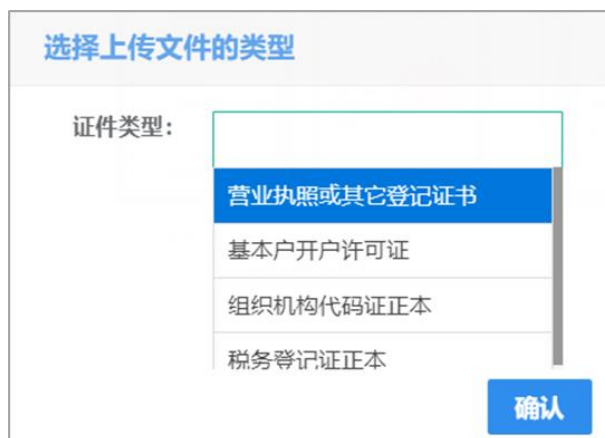 选择上传文件的类型
证件类型：
营业执照或其它登记证书
基本户开户许可证
组织机构代码证正本
税务登记证正本
确认